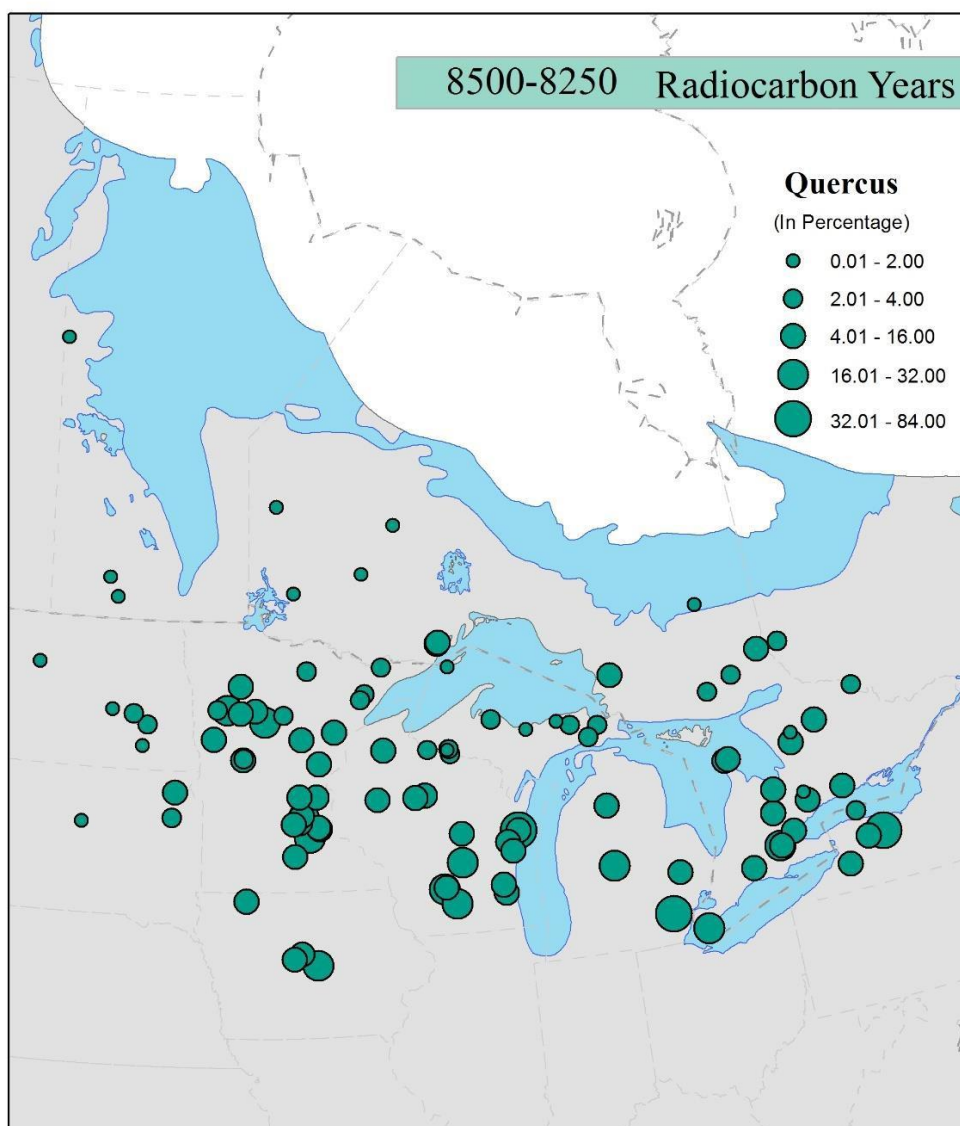 8500-8250 Radiocarbon Years
Quercus
(In Percentage)
0.01 - 2.00
2.01 - 4.00
4.01 - 16.00
16.01 - 32.00
32.01 - 84.00